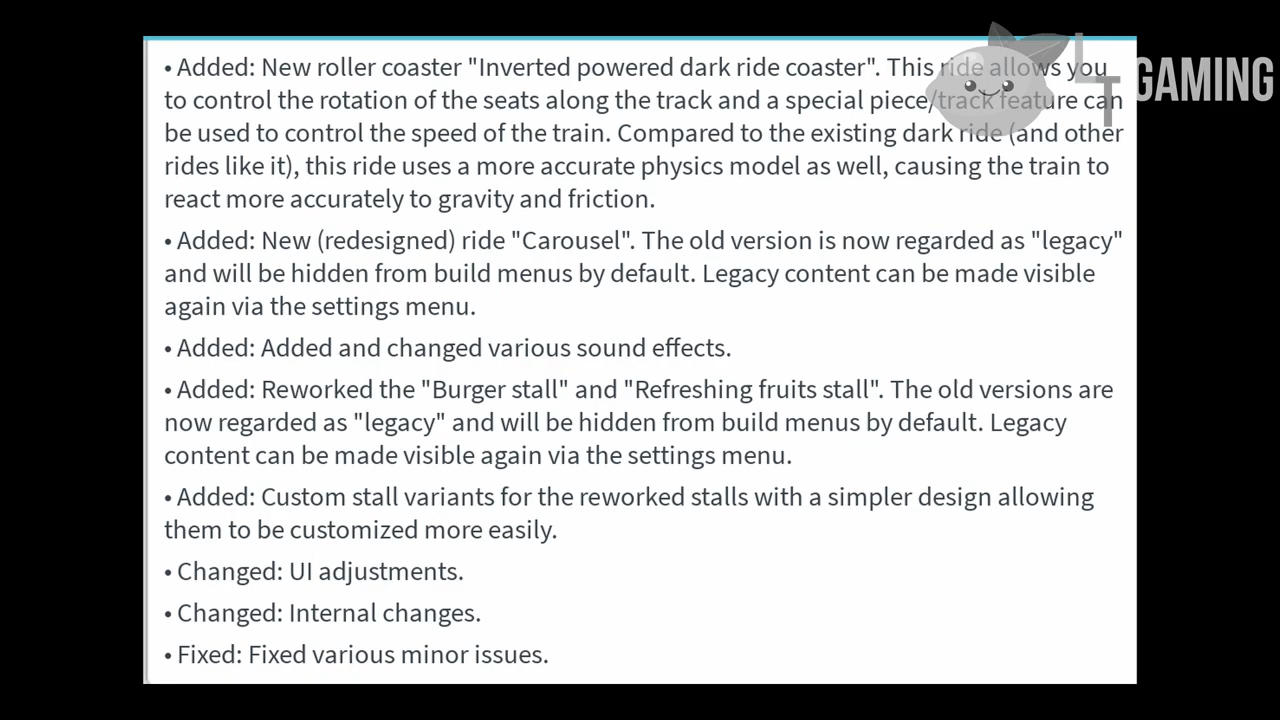 • Added: New roller coaster "Inverted powered dark ride coaster". This ride allows you
to control the rotation of the seats along the track and a special piece/track feature can
be used to control the speed of the train. Compared to the existing dark ride (and other
rides like it), this ride uses a more accurate physics model as well, causing the train to
react more accurately to gravity and friction.
• Added: New (redesigned) ride "Carousel". The old version is now regarded as "legacy"
and will be hidden from build menus by default. Legacy content can be made visible
again via the settings menu.
• Added: Added and changed various sound effects.
• Added: Reworked the "Burger stall" and "Refreshing fruits stall". The old versions are
now regarded as "legacy" and will be hidden from build menus by default. Legacy
content can be made visible again via the settings menu.
• Added: Custom stall variants for the reworked stalls with a simpler design allowing
them to be customized more easily.
• Changed: UI adjustments.
• Changed: Internal changes.
• Fixed: Fixed various minor issues.
LT GAMING